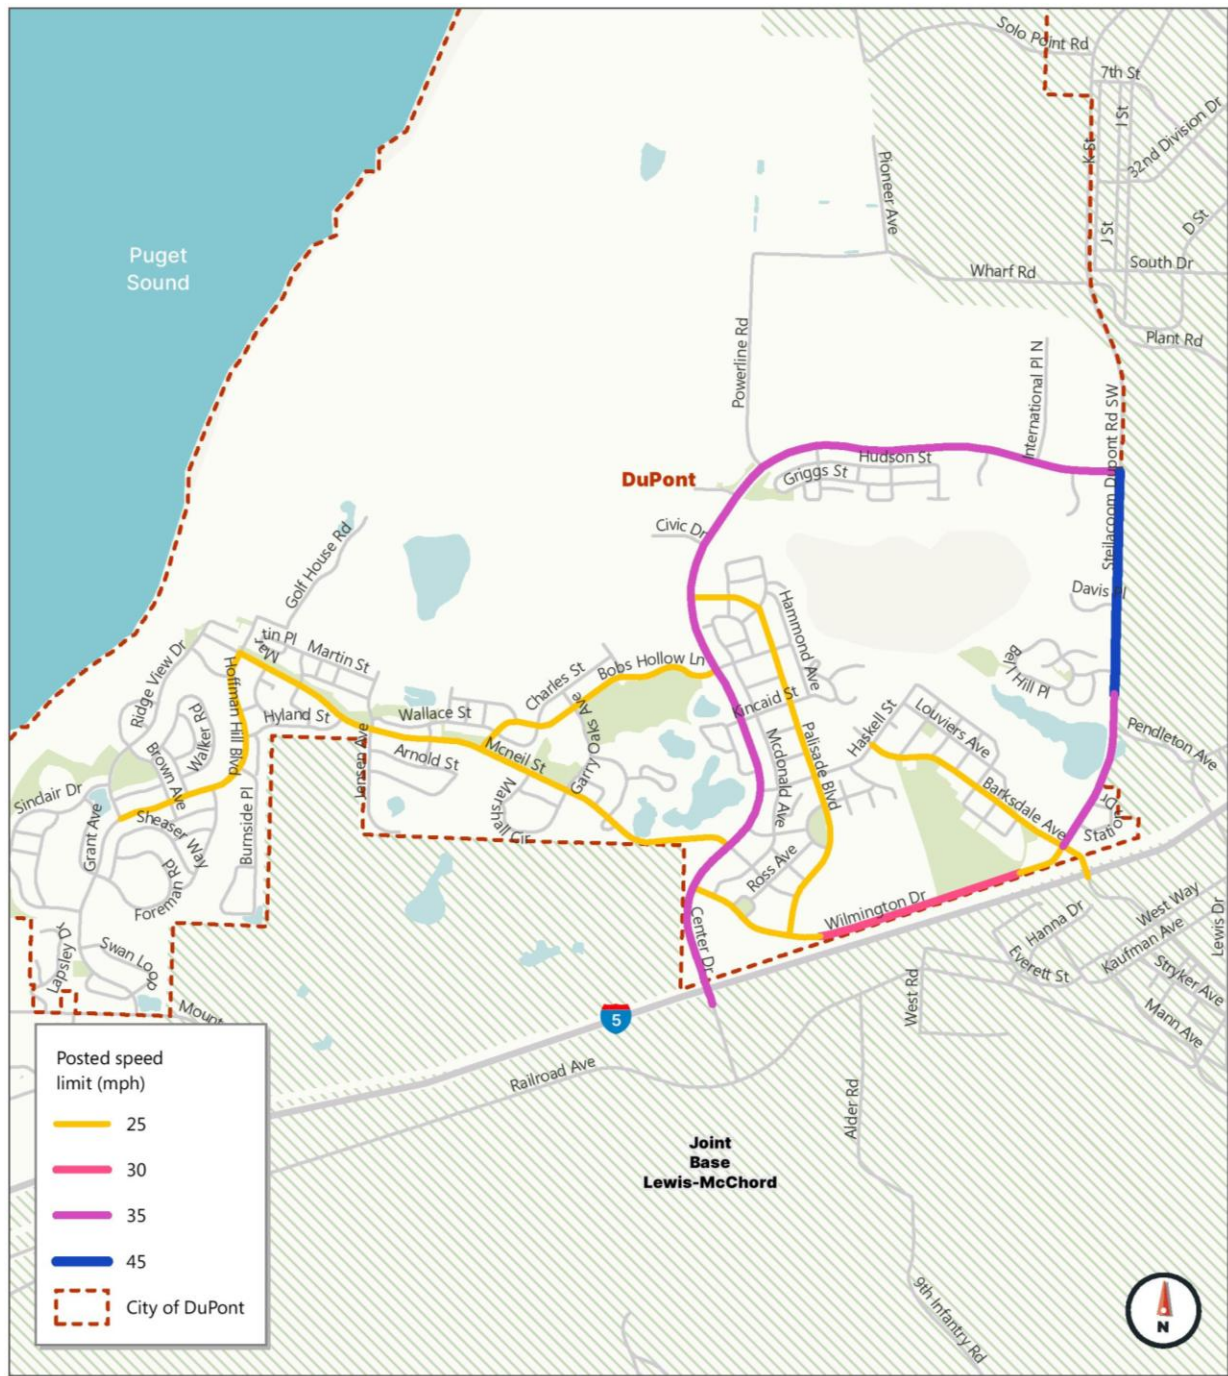 Solo Point Rd
7th St
I St
32nd Division Dr
K St
Pioneer Ave
J St
D St
Puget
Sound
Wharf Rd
South Dr
Plant Rd
Powerline Rd
International Pl N
Steilacoom Dupont Rd SW
Hudson St
Griggs St
DuPont
Civic Dr
Golf House Rd
Davis Pl
Hammond Ave
Martin Pl
Martin St
Ridge View Dr
Hoffman Hill Blvd
Charles St
Bobs Hollow Ln
Bell Hill Pl
Kincaid St
Walker Rd
Hyland St
Wallace St
Garry Oaks Ave
Haskell St
Louviers Ave
Pendleton Ave
Brown Ave
Jensen Ave
Arnold St
Mcneil St
Mcdonald Ave
Palisade Blvd
Sinclair Dr
Marshall Cir
Barksdale Ave
Station Dr
Grant Ave
Sheaser Way
Burnside Pl
Ross Ave
Foreman Rd
Wilmington Dr
Center Dr
Hanna Dr
West Way
Lewis Dr
Lapsley Dr
Swan Loop
Everett St
Kaufman Ave
Stryker Ave
West Rd
Mann Ave
Mount
5
Railroad Ave
Alder Rd
Joint
Base
Lewis-McChord
9th Infantry Rd
Posted speed
limit (mph)
25
30
35
45
City of DuPont
N